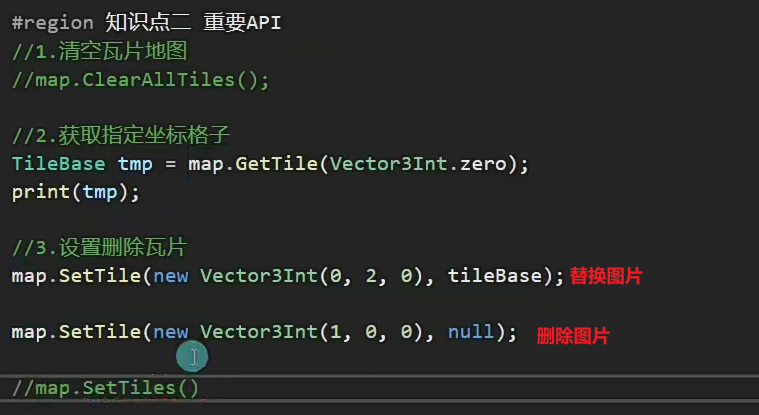 #region 知识点二 重要API
//1.清空瓦片地图
//map.ClearAllTiles();
//2.获取指定坐标格子
TileBase tmp = map.GetTile(Vector3Int.zero);
print(tmp);
//3.设置删除瓦片
map.SetTile(new Vector3Int(0, 2, 0), tileBase); 替换图片
map.SetTile(new Vector3Int(1, 0, 0), null); 删除图片
//map.SetTiles()